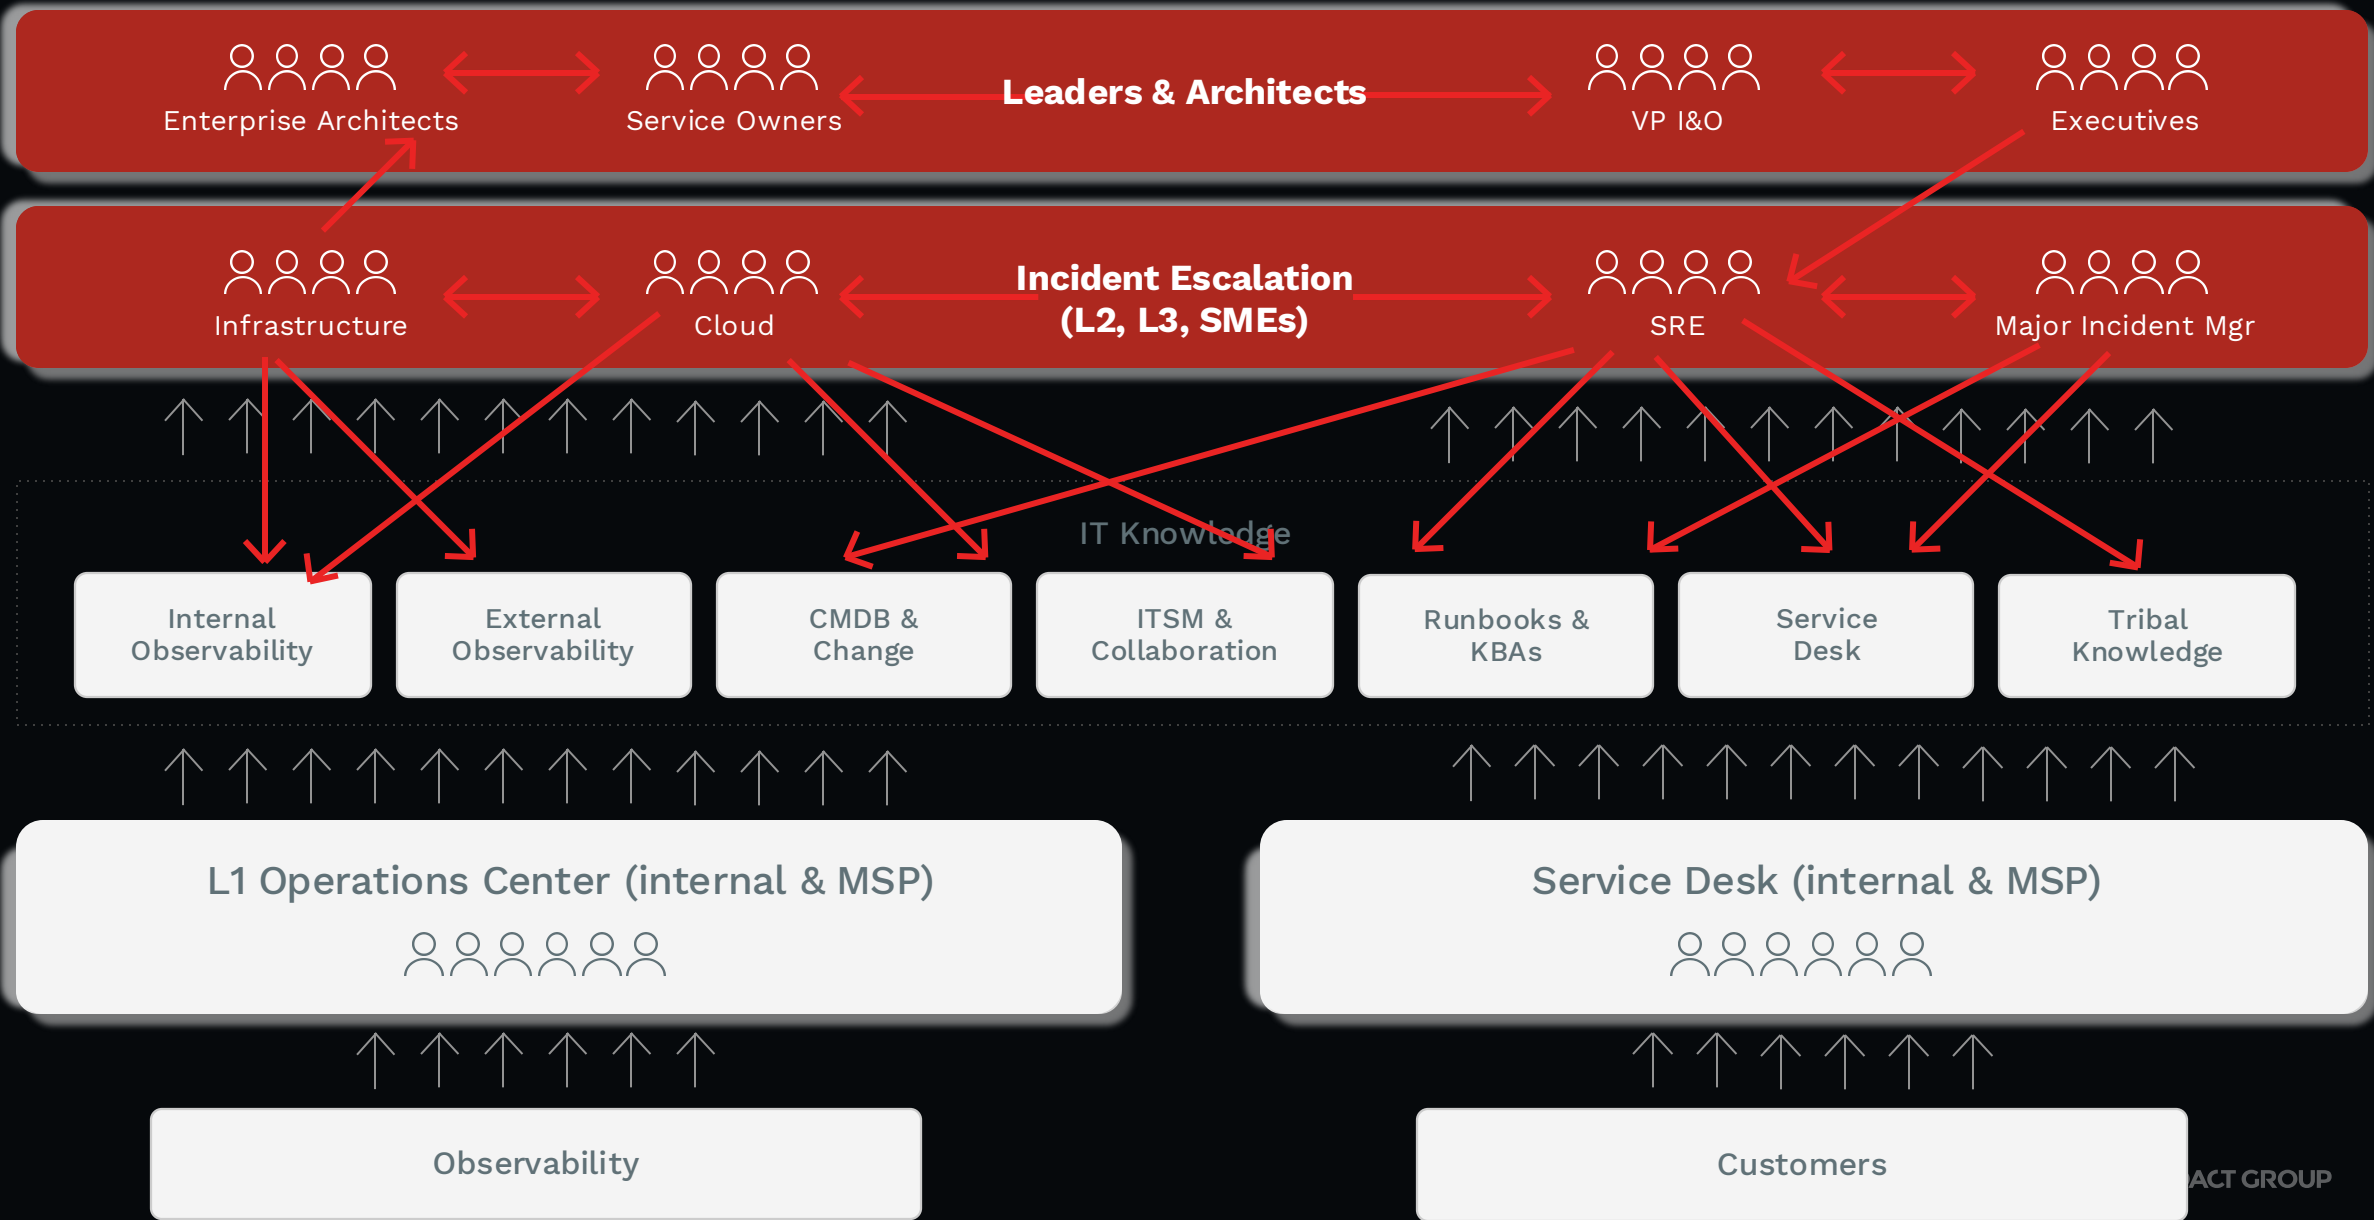 Leaders & Architects
Enterprise Architects
Service Owners
VP I&O
Executives
Incident Escalation
(L2, L3, SMEs)
Infrastructure
Cloud
SRE
Major Incident Mgr
IT Knowledge
Internal
Observability
External
Observability
CMDB &
Change
ITSM &
Collaboration
Runbooks &
KBAs
Service
Desk
Tribal
Knowledge
L1 Operations Center (internal & MSP)
Service Desk (internal & MSP)
Observability
Customers
GROUP